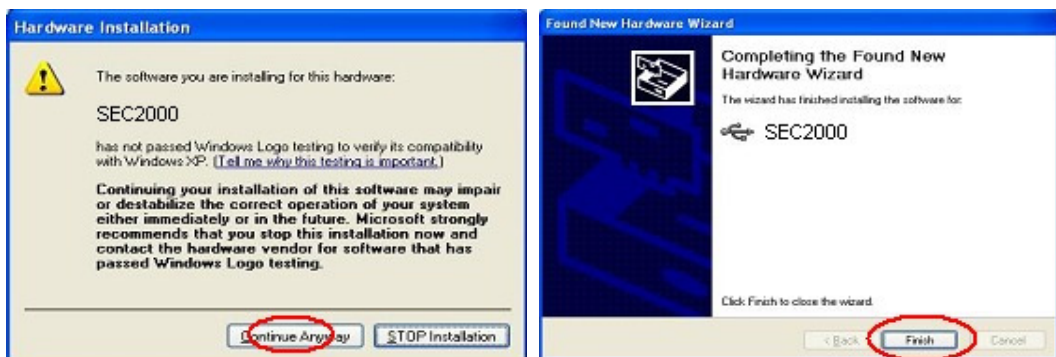 Hardware Installation
The software you are installing for this hardware:
SEC2000
has not passed Windows Logo testing to verify its compatibility
with Windows XP. (Tell me why this testing is important.)
Continuing your installation of this software may impair
or destabilize the correct operation of your system
either immediately or in the future. Microsoft strongly
recommends that you stop this installation now and
contact the hardware vendor for software that has
passed Windows Logo testing.
Continue Anyway
STOP Installation
Found New Hardware Wizard
Completing the Found New
Hardware Wizard
The wizard has finished installing the software for:
SEC2000
Click Finish to close the wizard.
< Back
Finish
Cancel